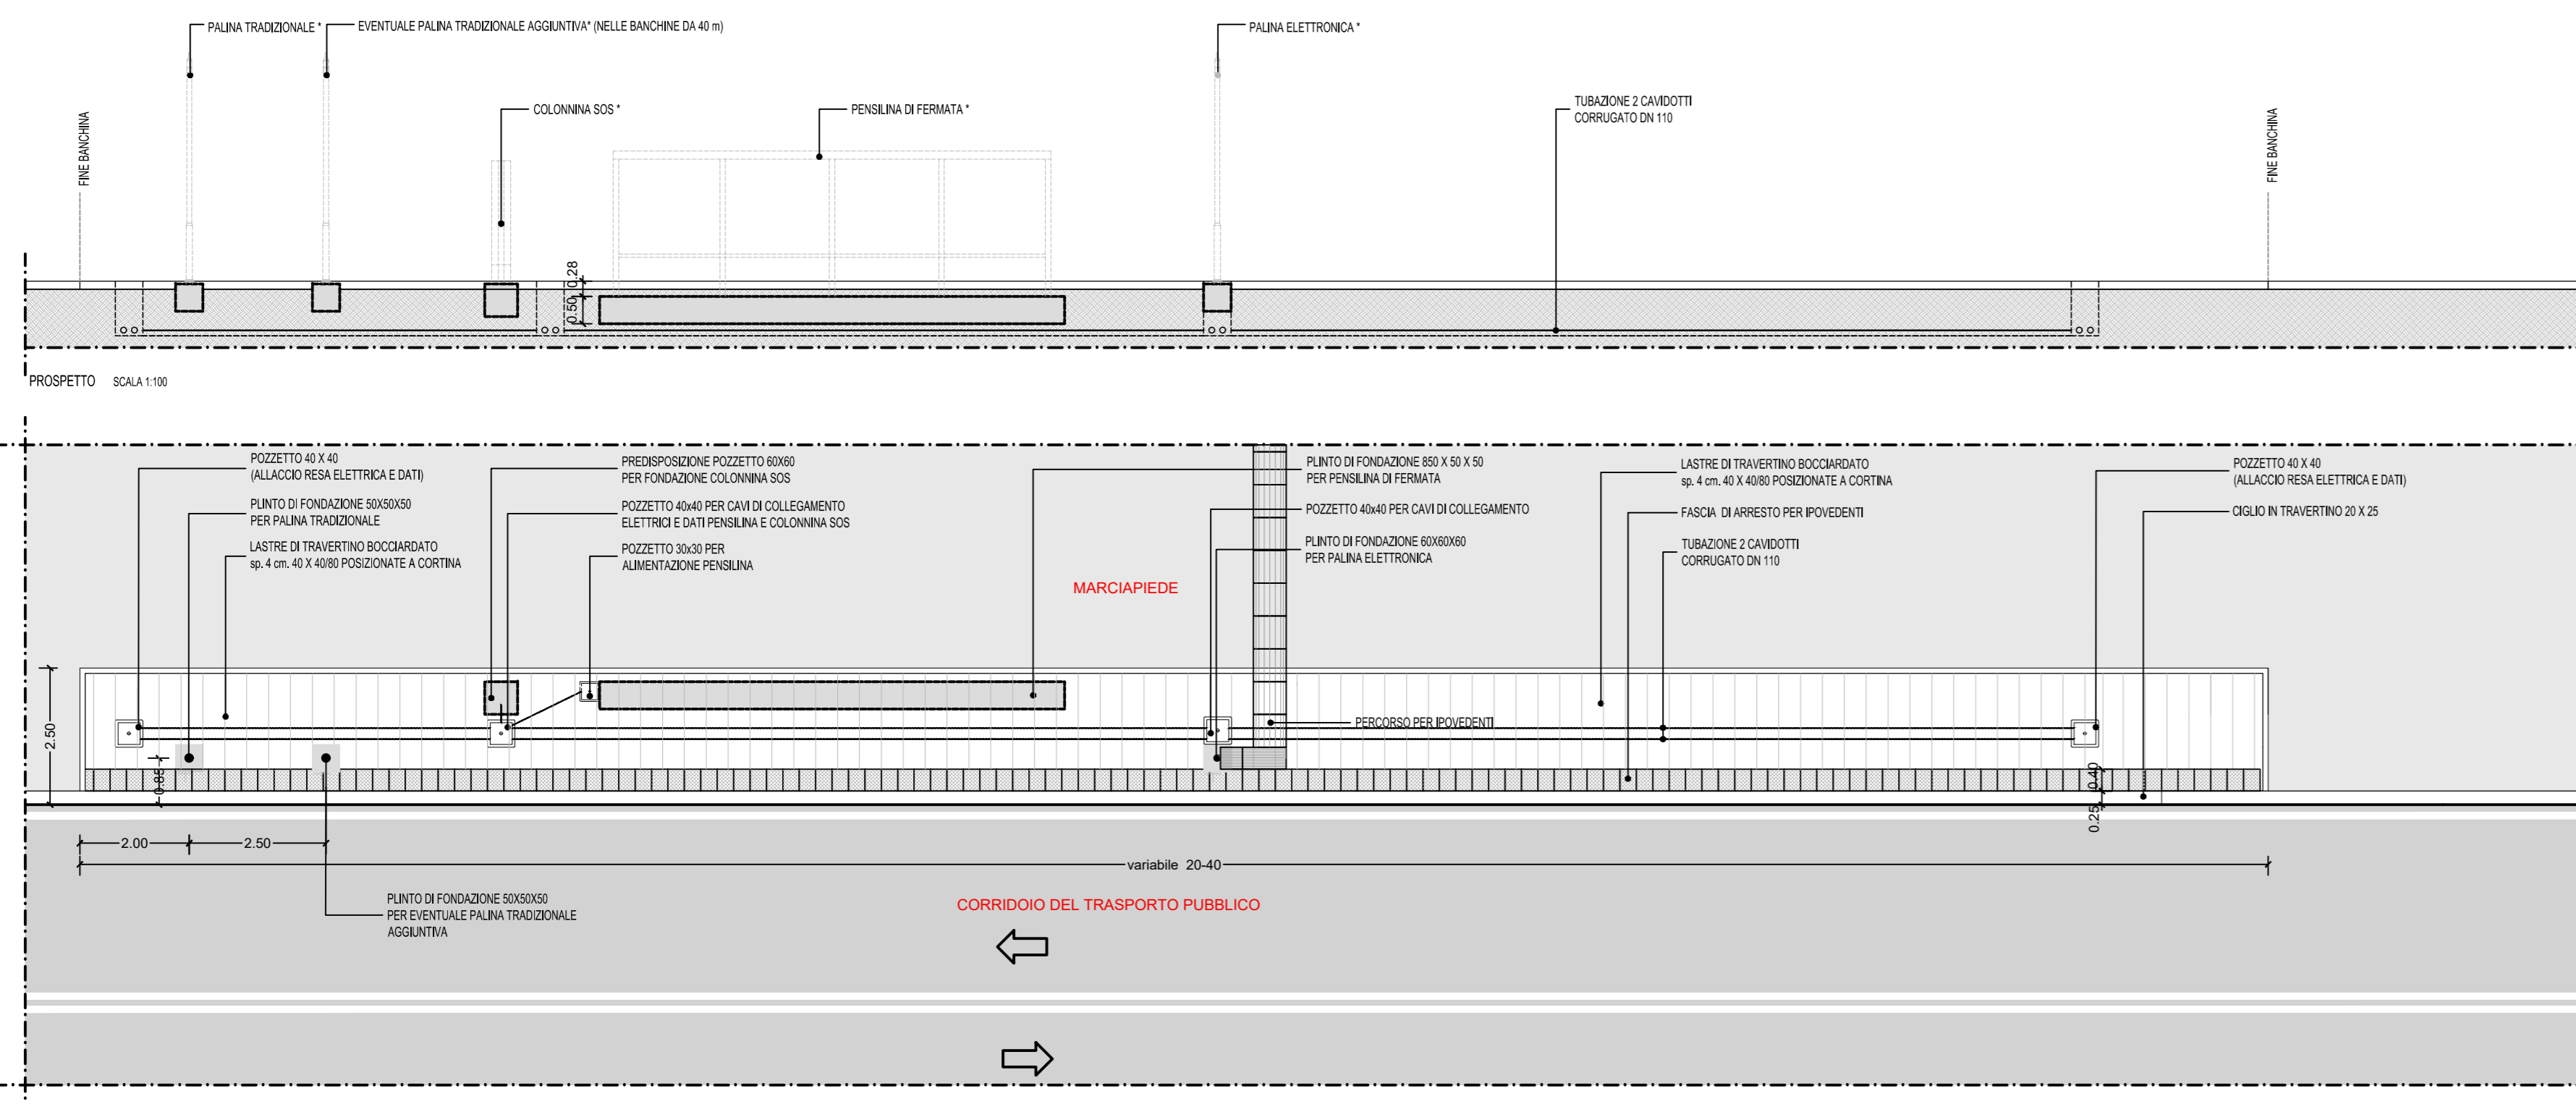 PALINA TRADIZIONALE *
EVENTUALE PALINA TRADIZIONALE AGGIUNTIVA* (NELLE BANCHINE DA 40 m)
PALINA ELETTRONICA *
COLONNINA SOS *
PENSILINA DI FERMATA *
TUBAZIONE 2 CAVIDOTTI
CORRUGATO DN 110
FINE BANCHINA
FINE BANCHINA
0.28
0.50
PROSPETTO SCALA 1:100
POZZETTO 40 X 40
(ALLACCIO RESA ELETTRICA E DATI)
PLINTO DI FONDAZIONE 50X50X50
PER PALINA TRADIZIONALE
LASTRE DI TRAVERTINO BOCCIARDATO
sp. 4 cm. 40 X 40/80 POSIZIONATE A CORTINA
PREDISPOSIZIONE POZZETTO 60X60
PER FONDAZIONE COLONNINA SOS
POZZETTO 40x40 PER CAVI DI COLLEGAMENTO
ELETTRICI E DATI PENSILINA E COLONNINA SOS
POZZETTO 30x30 PER
ALIMENTAZIONE PENSILINA
MARCIAPIEDE
PLINTO DI FONDAZIONE 850 X 50 X 50
PER PENSILINA DI FERMATA
POZZETTO 40x40 PER CAVI DI COLLEGAMENTO
PLINTO DI FONDAZIONE 60X60X60
PER PALINA ELETTRONICA
LASTRE DI TRAVERTINO BOCCIARDATO
sp. 4 cm. 40 X 40/80 POSIZIONATE A CORTINA
FASCIA DI ARRESTO PER IPOVEDENTI
TUBAZIONE 2 CAVIDOTTI
CORRUGATO DN 110
POZZETTO 40 X 40
(ALLACCIO RESA ELETTRICA E DATI)
CIGLIO IN TRAVERTINO 20 X 25
PERCORSO PER IPOVEDENTI
2.50
0.85
0.40
0.25
2.00
2.50
variabile 20-40
PLINTO DI FONDAZIONE 50X50X50
PER EVENTUALE PALINA TRADIZIONALE
AGGIUNTIVA
CORRIDOIO DEL TRASPORTO PUBBLICO